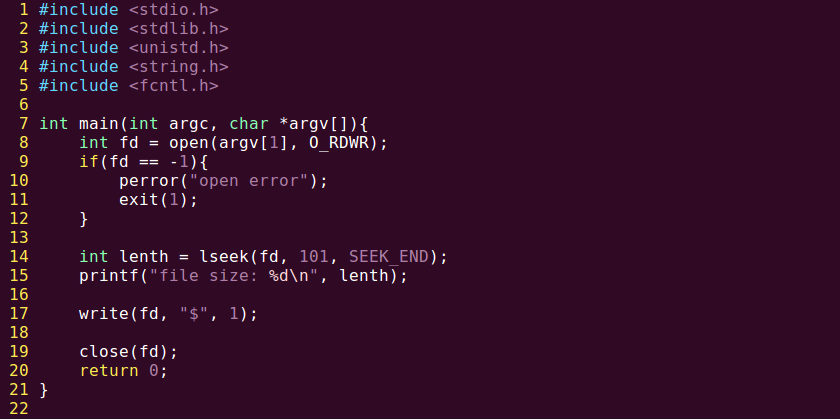 1 #include <stdio.h>
2 #include <stdlib.h>
3 #include <unistd.h>
4 #include <string.h>
5 #include <fcntl.h>
6
7 int main(int argc, char *argv[]){
8     int fd = open(argv[1], O_RDWR);
9     if(fd == -1){
10         perror("open error");
11         exit(1);
12     }
13
14     int lenth = lseek(fd, 101, SEEK_END);
15     printf("file size: %d\n", lenth);
16
17     write(fd, "$", 1);
18
19     close(fd);
20     return 0;
21 }
22